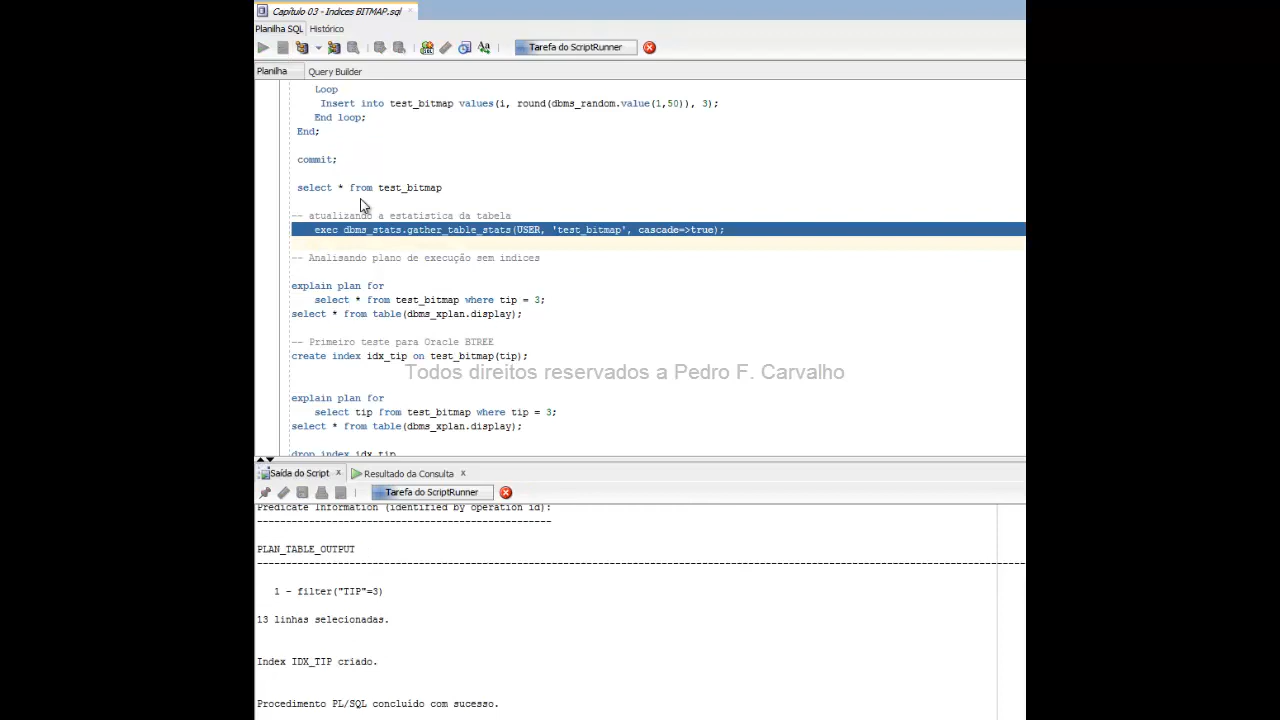 Capítulo 03 - Indices BITMAP.sql
Planilha SQL Histórico
Tarefa do ScriptRunner
Planilha Query Builder
Loop
Insert into test_bitmap values(i, round(dbms_random.value(1,50)), 3);
End loop;
End;
commit;
select * from test_bitmap
-- atualizando a estatistica da tabela
exec dbms_stats.gather_table_stats(USER, 'test_bitmap', cascade=>true);
-- Analisando plano de execução sem indices
explain plan for
select * from test_bitmap where tip = 3;
select * from table(dbms_xplan.display);
-- Primeiro teste para Oracle BTREE
create index idx_tip on test_bitmap(tip);
Todos direitos reservados a Pedro F. Carvalho
explain plan for
select tip from test_bitmap where tip = 3;
select * from table(dbms_xplan.display);
drop index idx_tip
Saída do Script Resultado da Consulta
Tarefa do ScriptRunner
Predicate Information (identified by operation id):
---------------------------------------------------
PLAN_TABLE_OUTPUT
--------------------------------------------------------------------------------
1 - filter("TIP"=3)
13 linhas selecionadas.
Index IDX_TIP criado.
Procedimento PL/SQL concluído com sucesso.